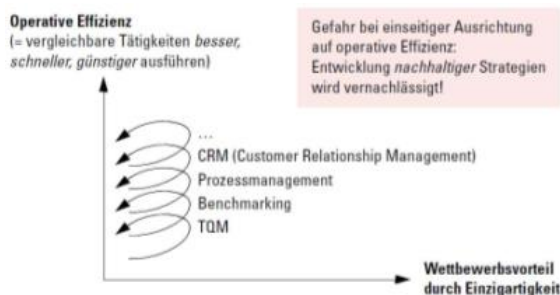 Operative Effizienz
(= vergleichbare Tätigkeiten besser,
schneller, günstiger ausführen)
Gefahr bei einseitiger Ausrichtung
auf operative Effizienz:
Entwicklung nachhaltiger Strategien
wird vernachlässigt!
...
CRM (Customer Relationship Management)
Prozessmanagement
Benchmarking
TQM
Wettbewerbsvorteil
durch Einzigartigkeit